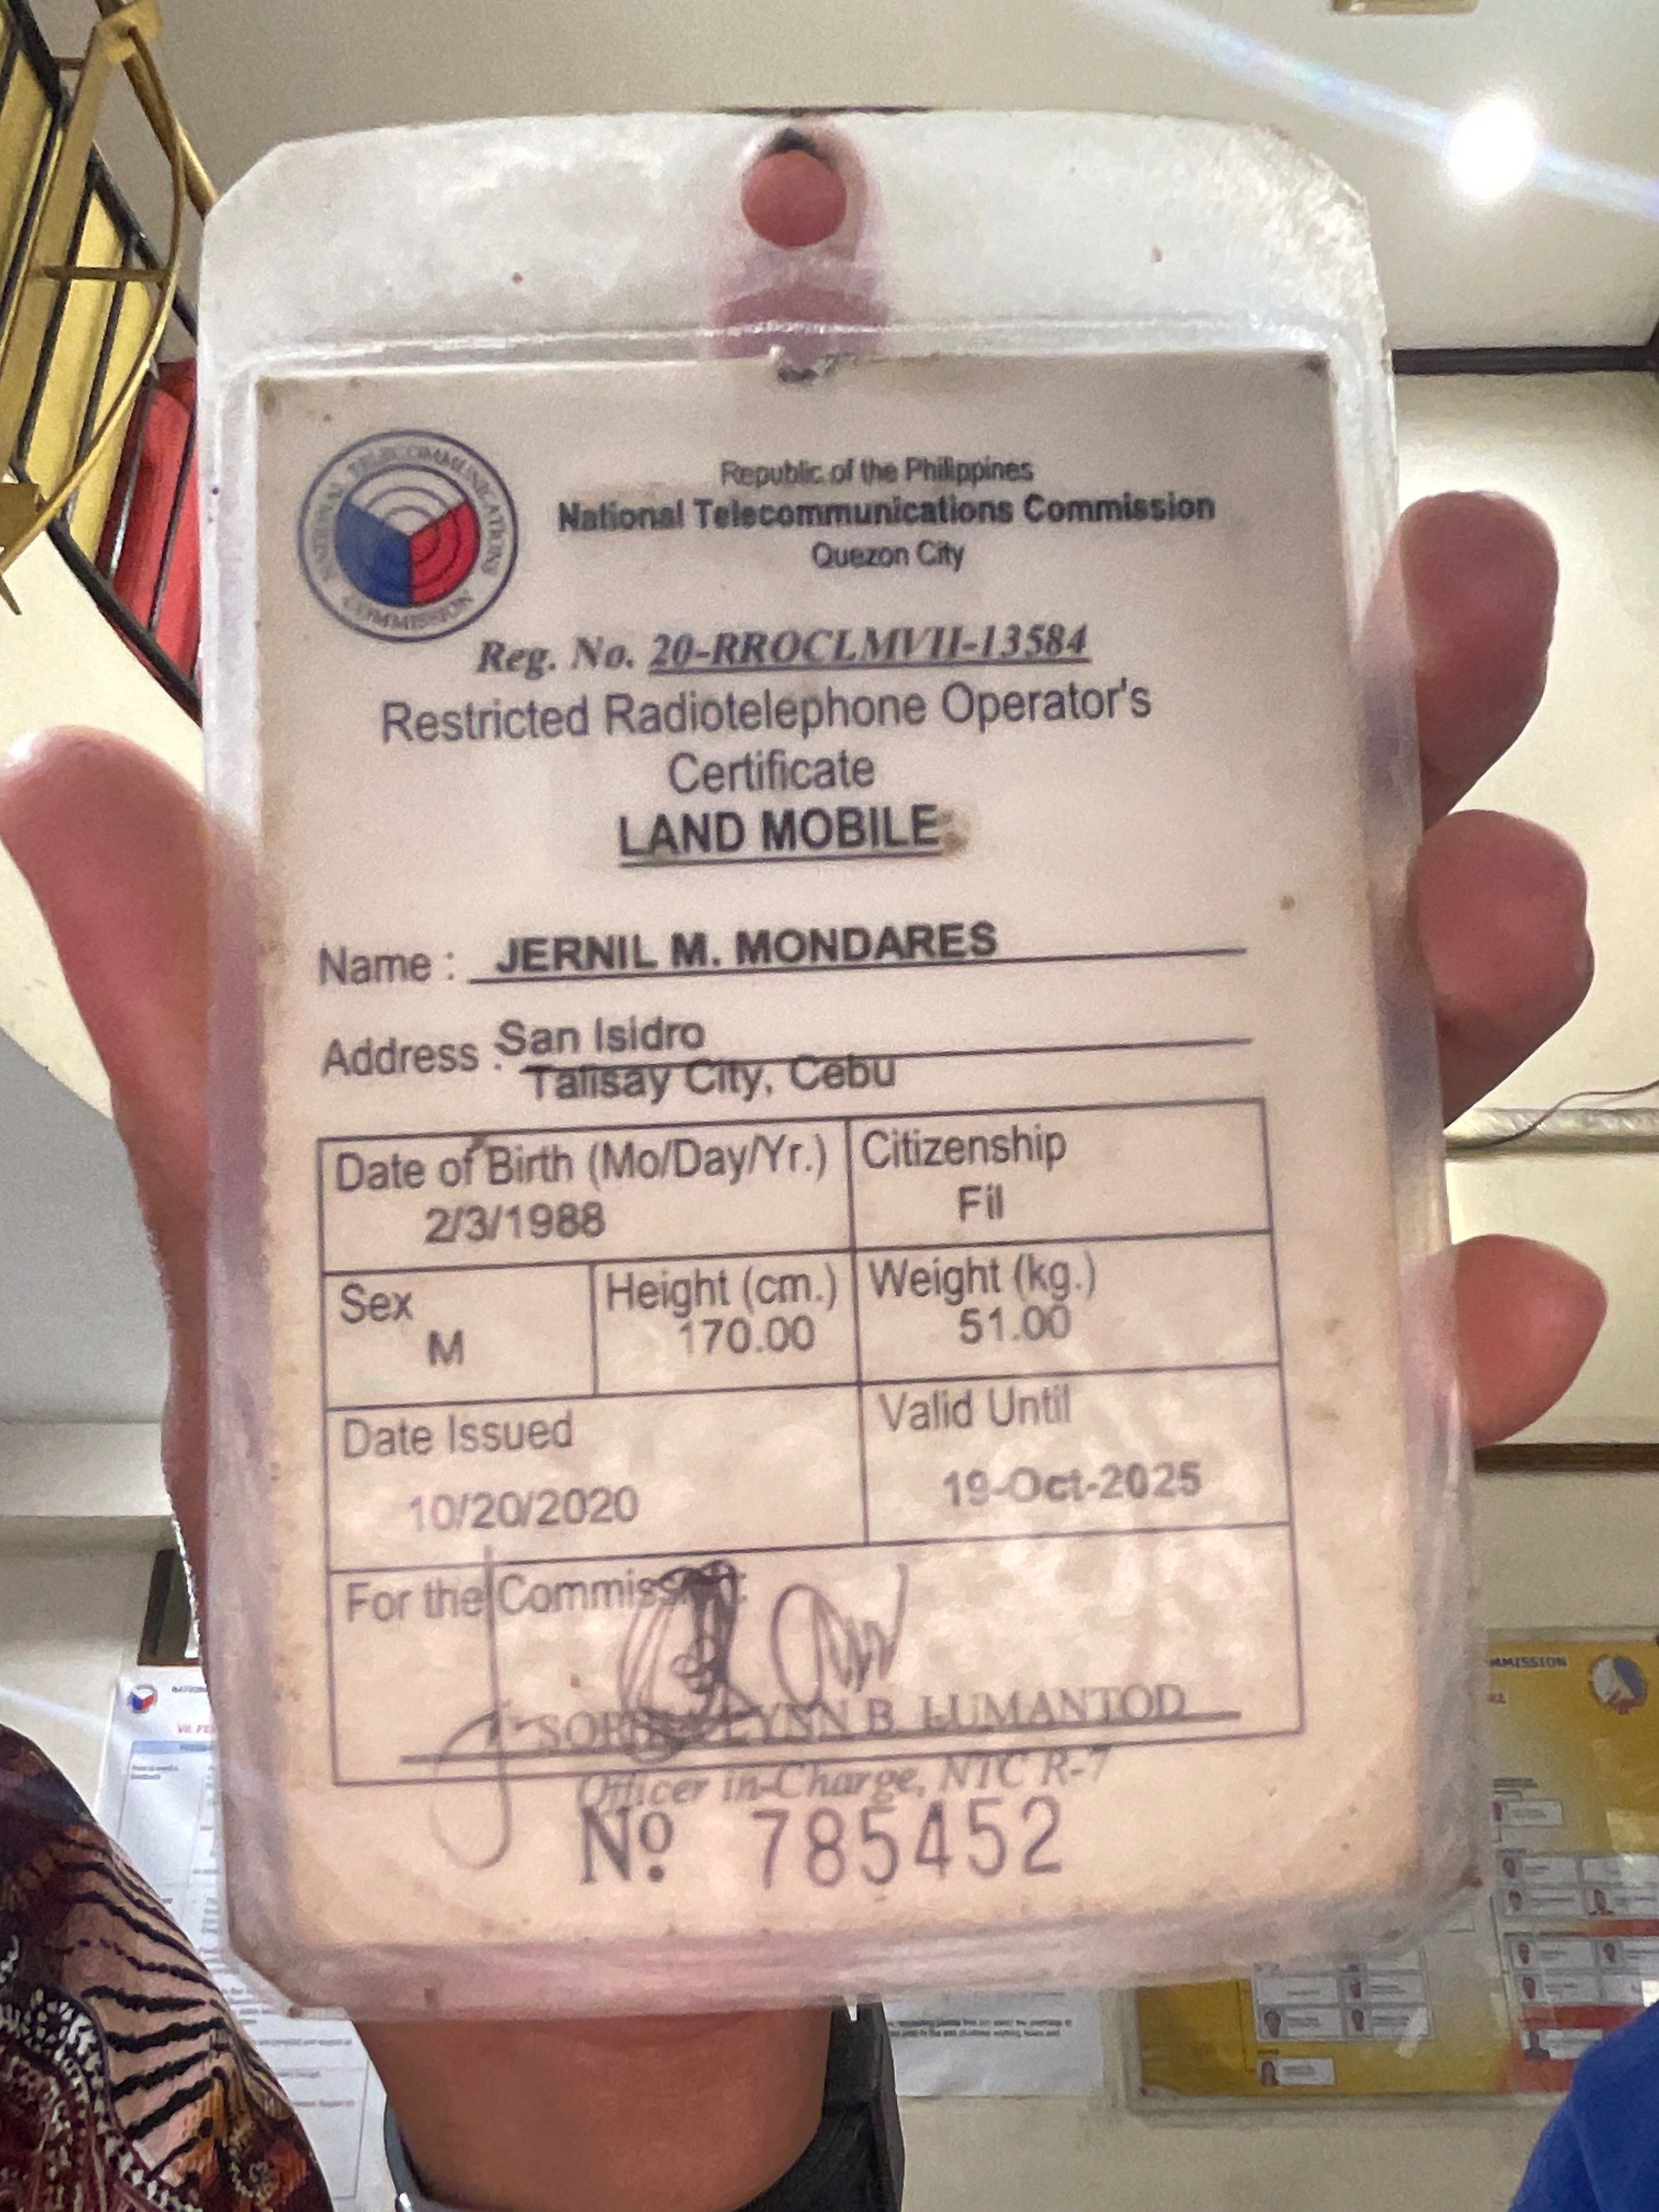 NATIONAL TELECOMMUNICATIONS COMMISSION
Republic of the Philippines
National Telecommunications Commission
Quezon City
Reg. No. 20-RROCLMVII-13584
Restricted Radiotelephone Operator's
Certificate
LAND MOBILE
Name : JERNIL M. MONDARES
Address : San Isidro
Talisay City, Cebu
Date of Birth (Mo/Day/Yr.) Citizenship
2/3/1988 Fil
Sex Height (cm.) Weight (kg.)
M 170.00 51.00
Date Issued Valid Until
10/20/2020 19-Oct-2025
For the Commission:
LYNN B. LUMANTOD
Officer in-Charge, NTC R-7
Nº 785452
MMISSION